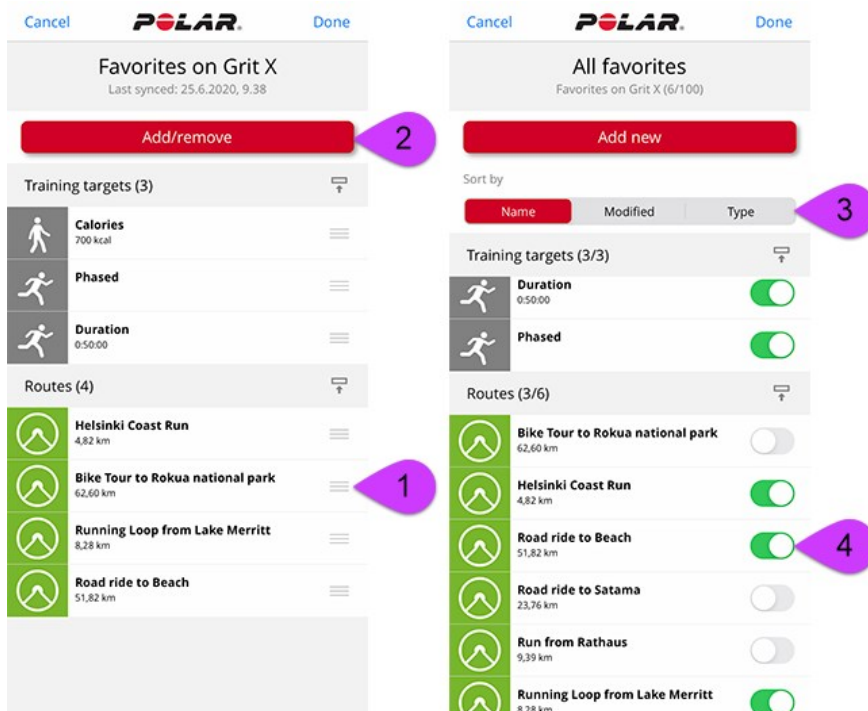 Cancel
POLAR.
Done
Favorites on Grit X
Last synced: 25.6.2020, 9.38
Add/remove
2
Training targets (3)
Calories
700 kcal
Phased
Duration
0:50:00
Routes (4)
Helsinki Coast Run
4,82 km
Bike Tour to Rokua national park
62,60 km
1
Running Loop from Lake Merritt
8,28 km
Road ride to Beach
51,82 km
Cancel
POLAR.
Done
All favorites
Favorites on Grit X (6/100)
Add new
Sort by
Name
Modified
Type
3
Training targets (3/3)
Duration
0:50:00
Phased
Routes (3/6)
Bike Tour to Rokua national park
62,60 km
Helsinki Coast Run
4,82 km
Road ride to Beach
51,82 km
4
Road ride to Satama
23,76 km
Run from Rathaus
9,39 km
Running Loop from Lake Merritt
8,28 km